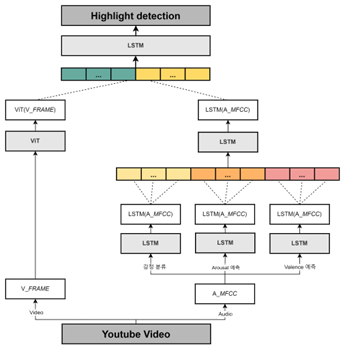 Highlight detection
LSTM
...
...
ViT(V_FRAME)
LSTM(A_MFCC)
ViT
LSTM
...
...
...
LSTM(A_MFCC)
LSTM(A_MFCC)
LSTM(A_MFCC)
LSTM
LSTM
LSTM
감정 분류
Arousal 예측
Valence 예측
V_FRAME
A_MFCC
Video
Audio
Youtube Video